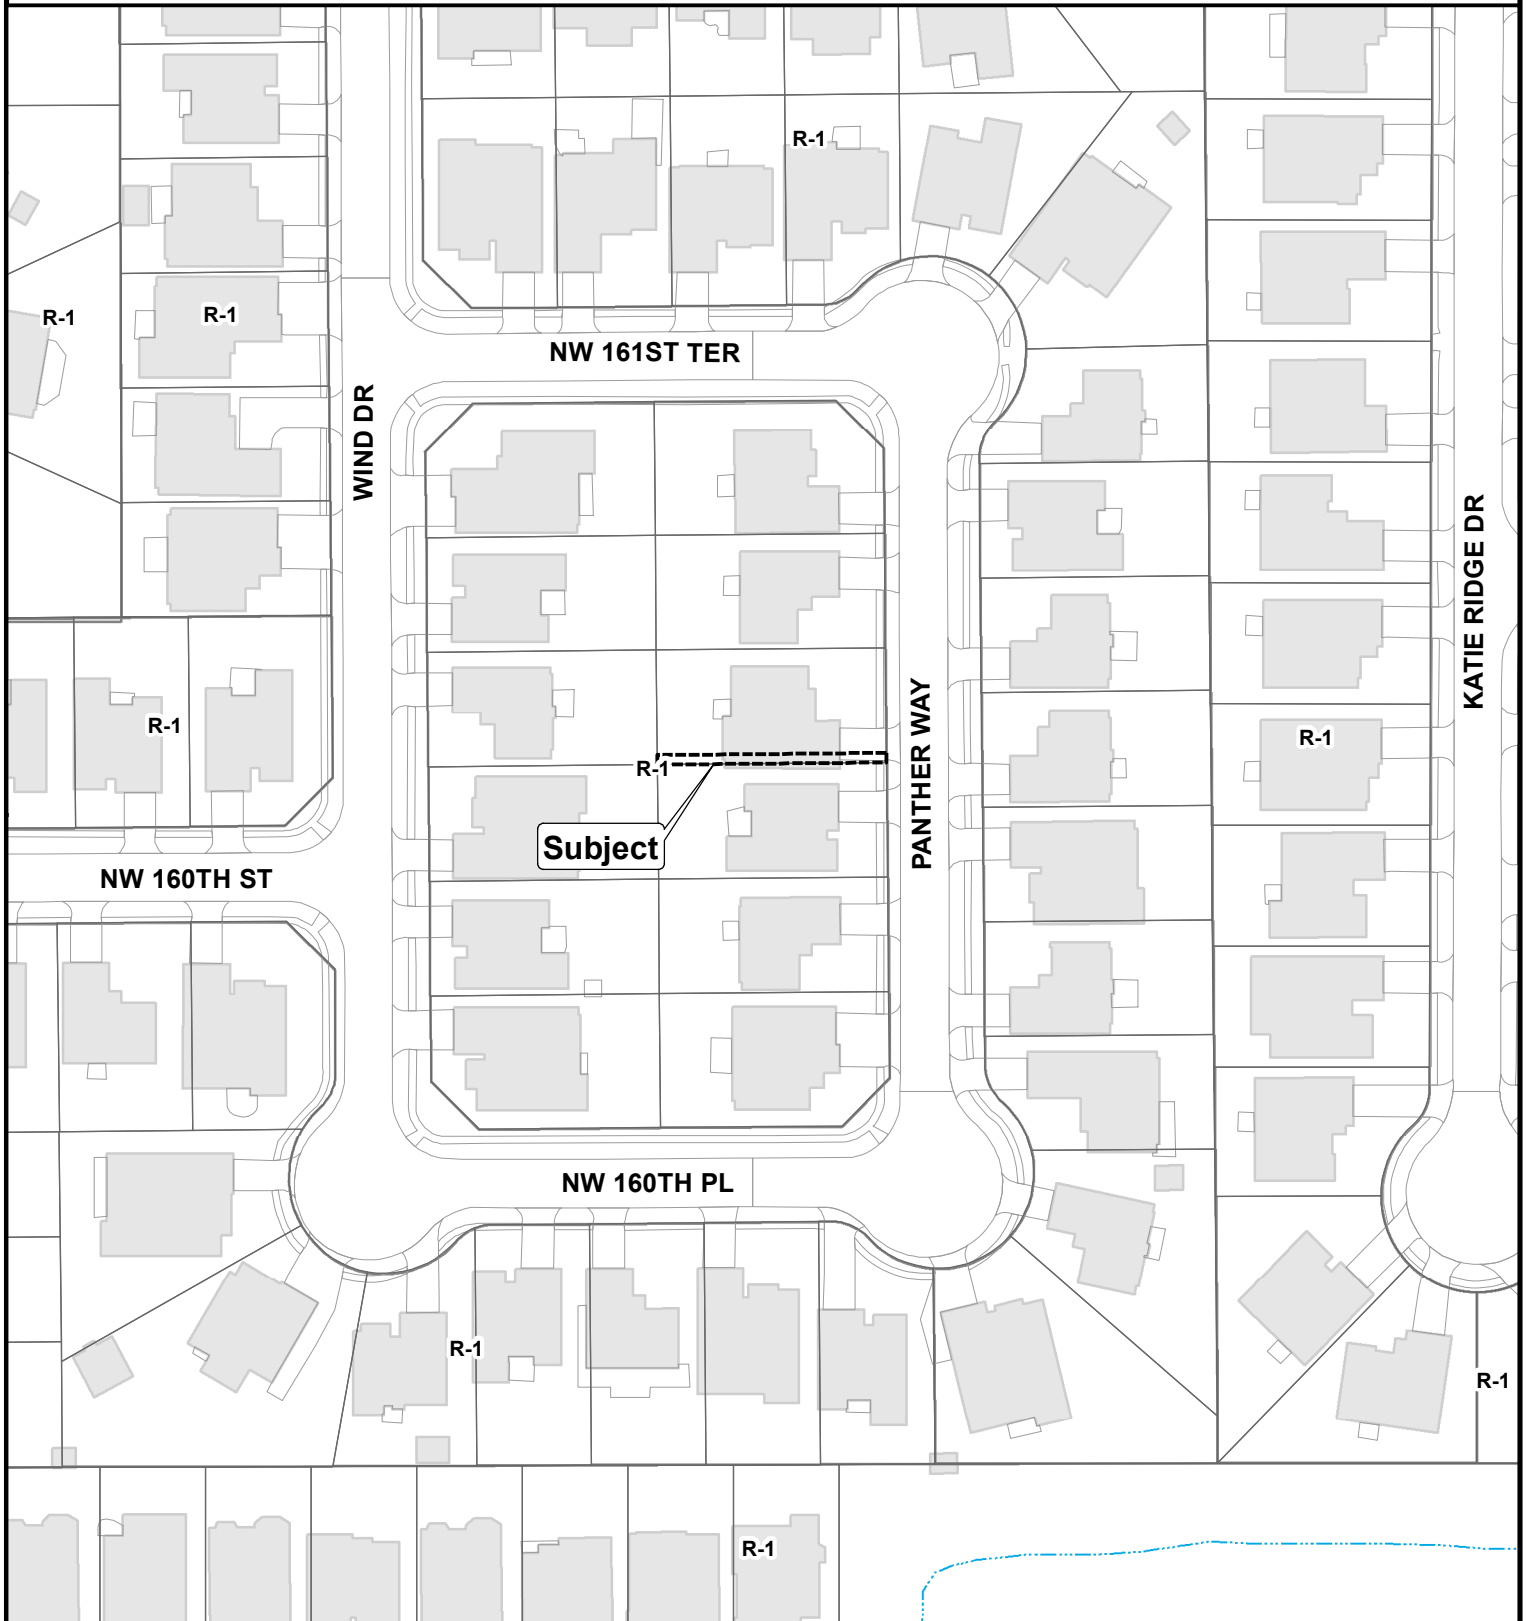 R-1
R-1
R-1
NW 161ST TER
WIND DR
KATIE RIDGE DR
PANTHER WAY
R-1
R-1
R-1
Subject
NW 160TH ST
NW 160TH PL
R-1
R-1
R-1